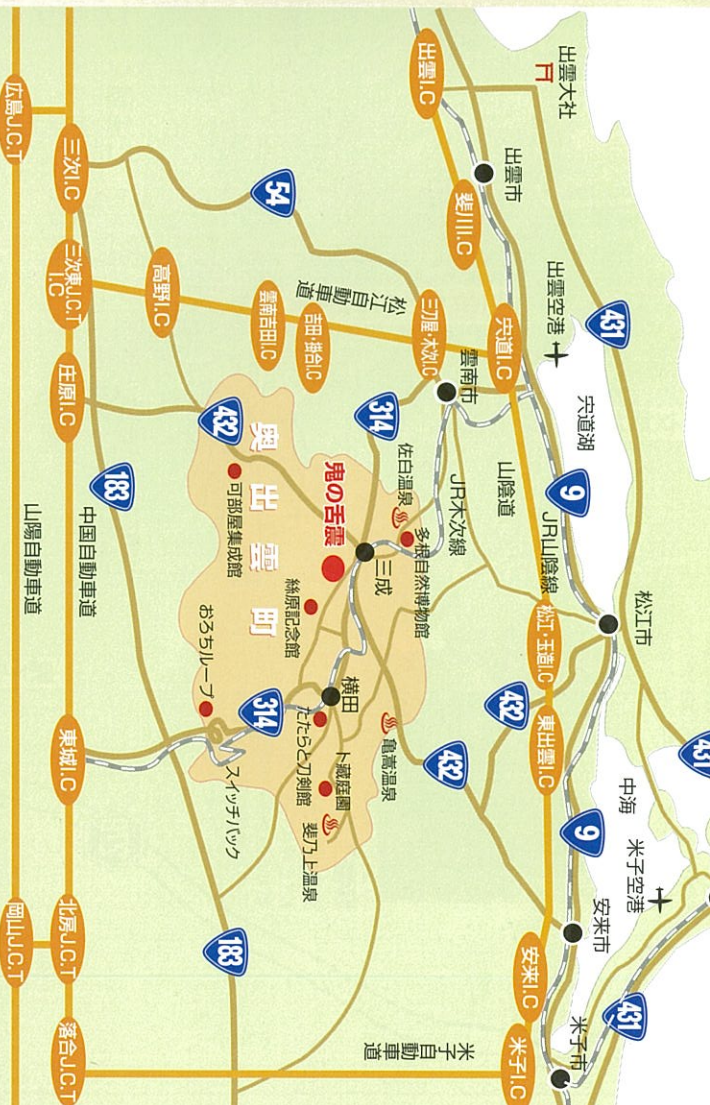 出雲大社
出雲I.C
出雲市
斐川I.C
出雲空港
431
宍道湖
宍道I.C
9
JR山陰線
山陰道
松江市
松江・玉造I.C
東出雲I.C
432
431
中海
米子空港
9
安来市
安来I.C
431
米子市
米子I.C
米子自動車道
54
松江自動車道
三刀屋・木次I.C
雲南市
314
JR木次線
佐白温泉
多根自然博物館
吉田・掛合I.C
雲南吉田I.C
高野I.C
432
奥出雲町
鬼の舌震
三成
可部屋集成館
絲原記念館
おろちループ
314
横田
たたらと刀剣館
亀嵩温泉
432
卜藏庭園
斐乃上温泉
スイッチバック
三次I.C
三次東J.C.T
I.C
庄原I.C
183
中国自動車道
東城I.C
183
北房J.C.T
落合J.C.T
広島J.C.T
山陽自動車道
岡山J.C.T